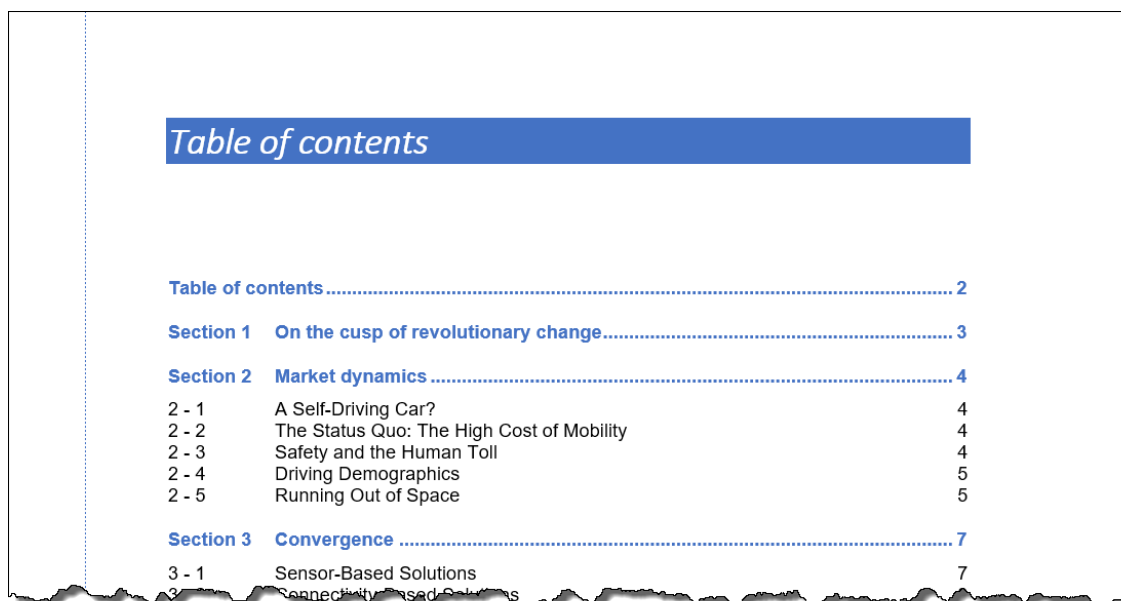 Table of contents
Table of contents ........................................................................................................................ 2
Section 1 On the cusp of revolutionary change.................................................................... 3
Section 2 Market dynamics .................................................................................................... 4
2 - 1 A Self-Driving Car? 4
2 - 2 The Status Quo: The High Cost of Mobility 4
2 - 3 Safety and the Human Toll 4
2 - 4 Driving Demographics 5
2 - 5 Running Out of Space 5
Section 3 Convergence .......................................................................................................... 7
3 - 1 Sensor-Based Solutions 7
Connectivity Based Solutions